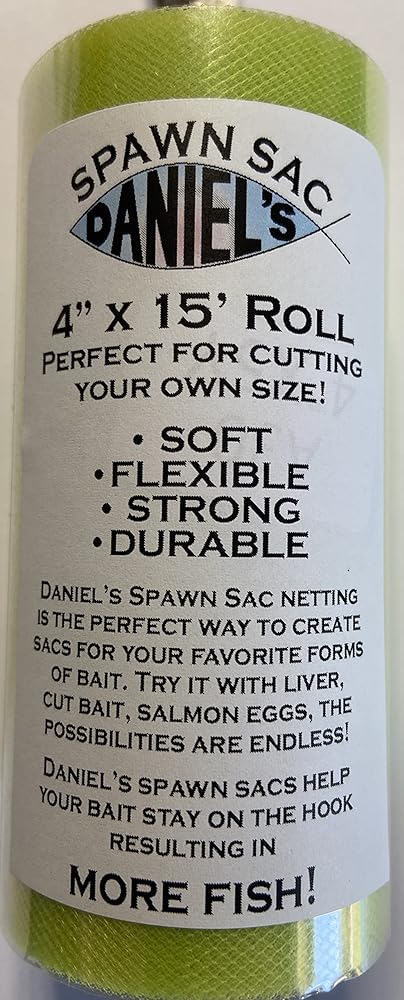 SPAWN SAC
DANIEL'S
4" X 15' ROLL
PERFECT FOR CUTTING
YOUR OWN SIZE!
• SOFT
• FLEXIBLE
• STRONG
• DURABLE
DANIEL'S SPAWN SAC NETTING
IS THE PERFECT WAY TO CREATE
SACS FOR YOUR FAVORITE FORMS
OF BAIT. TRY IT WITH LIVER,
CUT BAIT, SALMON EGGS, THE
POSSIBILITIES ARE ENDLESS!
DANIEL'S SPAWN SACS HELP
YOUR BAIT STAY ON THE HOOK
RESULTING IN
MORE FISH!